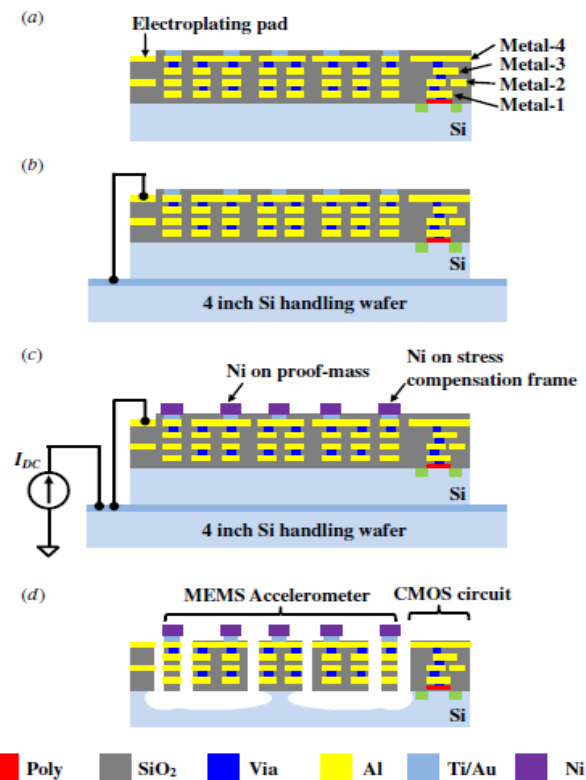 (a)
Electroplating pad
Metal-4
Metal-3
Metal-2
Metal-1
Si
(b)
Si
4 inch Si handling wafer
(c)
Ni on proof-mass
Ni on stress
compensation frame
IDC
Si
4 inch Si handling wafer
(d)
MEMS Accelerometer
CMOS circuit
Si
Poly
SiO₂
Via
Al
Ti/Au
Ni